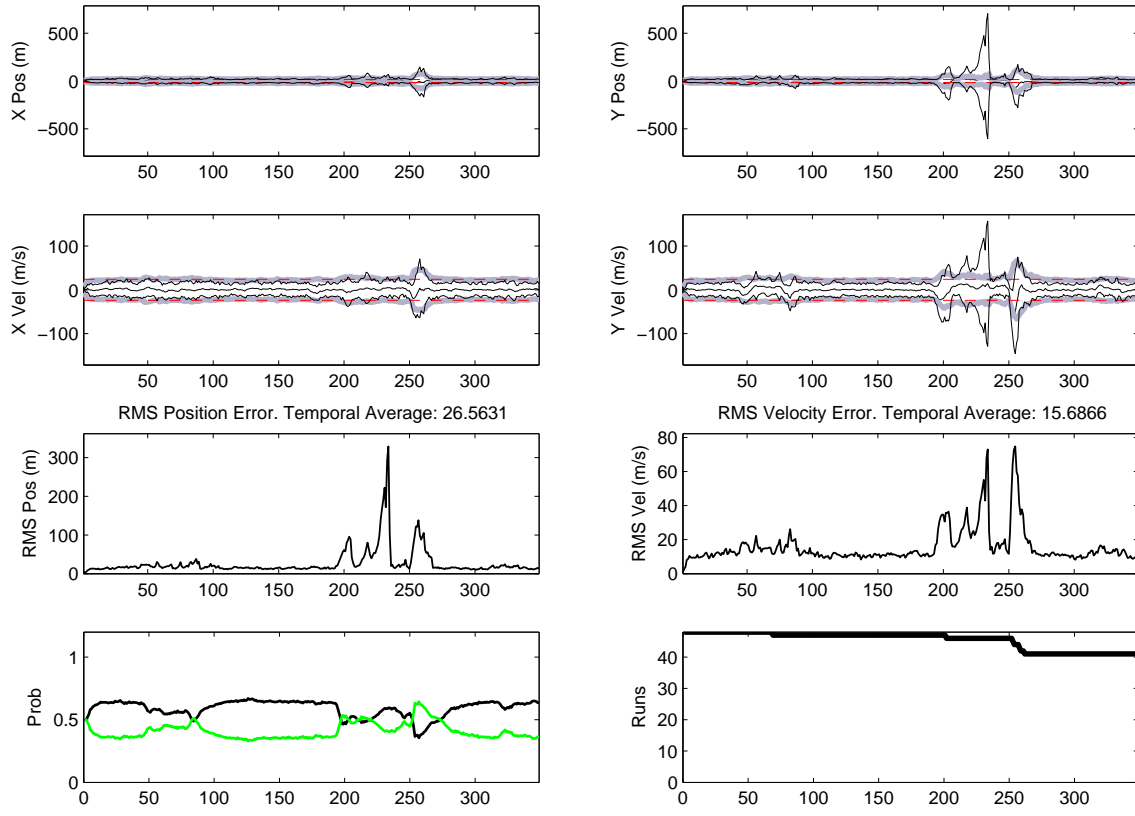 500
0
−500
X Pos (m)
50 100 150 200 250 300
500
0
−500
Y Pos (m)
50 100 150 200 250 300
100
0
−100
X Vel (m/s)
50 100 150 200 250 300
100
0
−100
Y Vel (m/s)
50 100 150 200 250 300
RMS Position Error. Temporal Average: 26.5631
300
200
100
0
RMS Pos (m)
0 50 100 150 200 250 300
RMS Velocity Error. Temporal Average: 15.6866
80
60
40
20
0
RMS Vel (m/s)
0 50 100 150 200 250 300
1
0.5
0
Prob
0 50 100 150 200 250 300
40
30
20
10
0
Runs
0 50 100 150 200 250 300